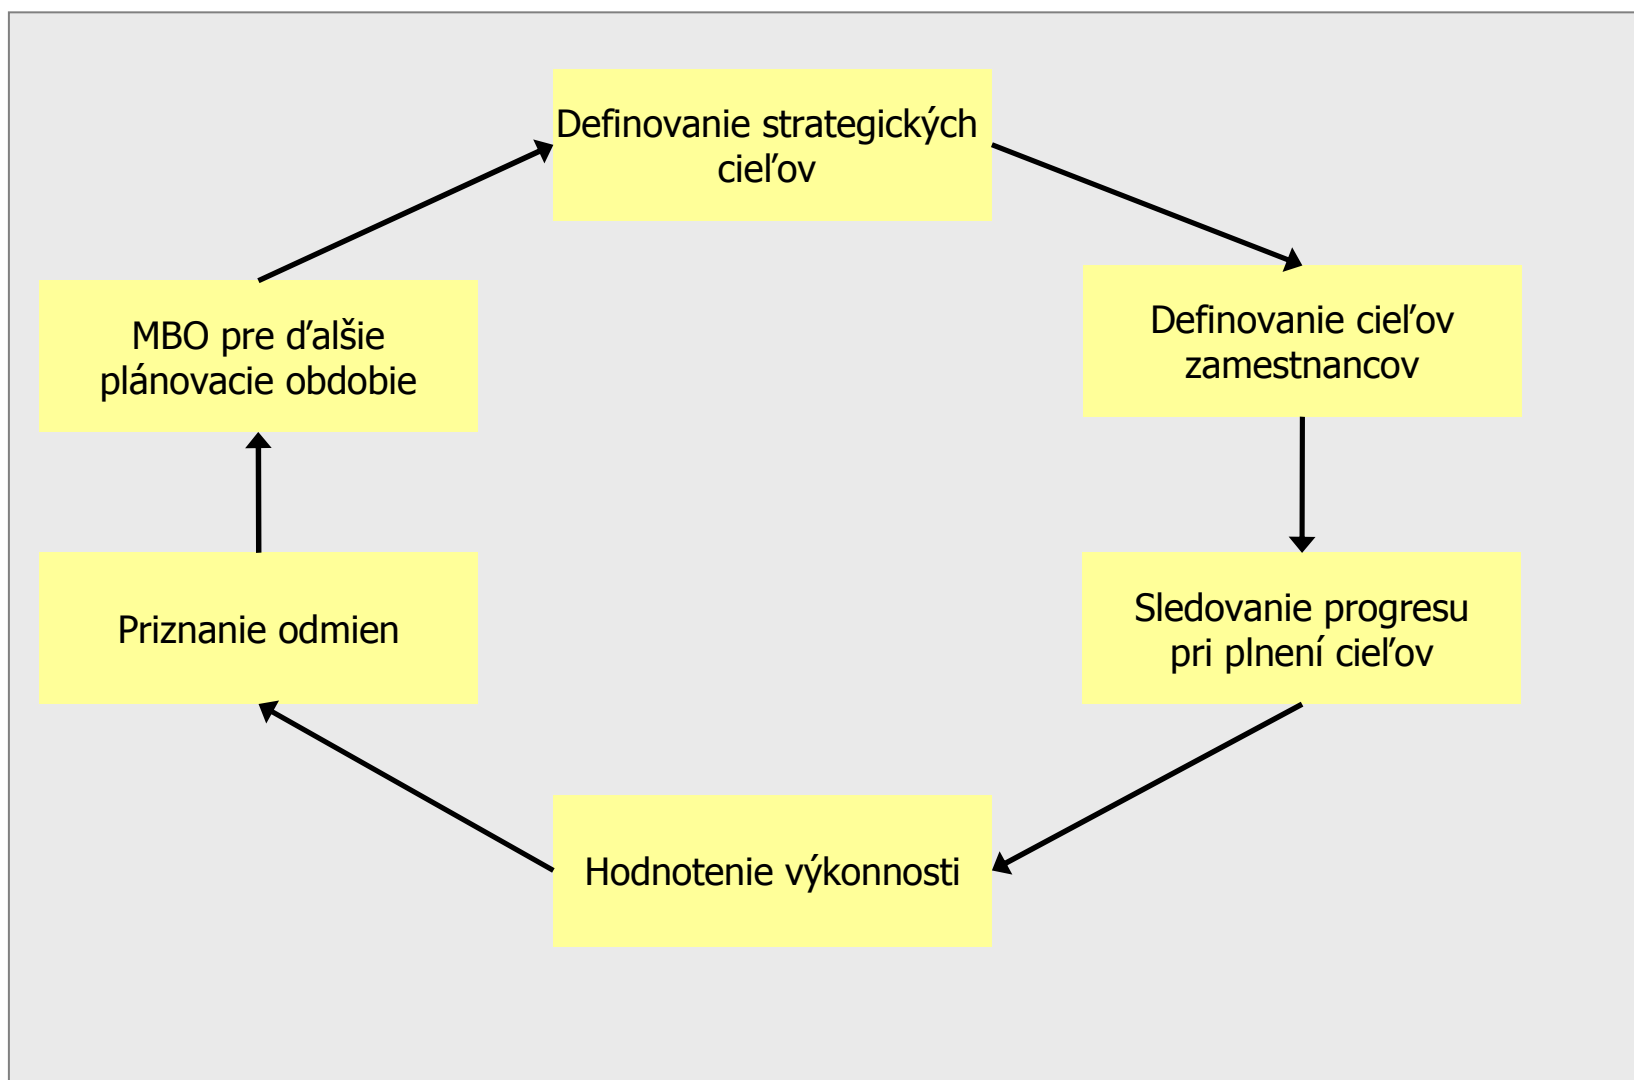 Definovanie strategických
cieľov
Definovanie cieľov
zamestnancov
Sledovanie progresu
pri plnení cieľov
Hodnotenie výkonnosti
Priznanie odmien
MBO pre ďalšie
plánovacie obdobie